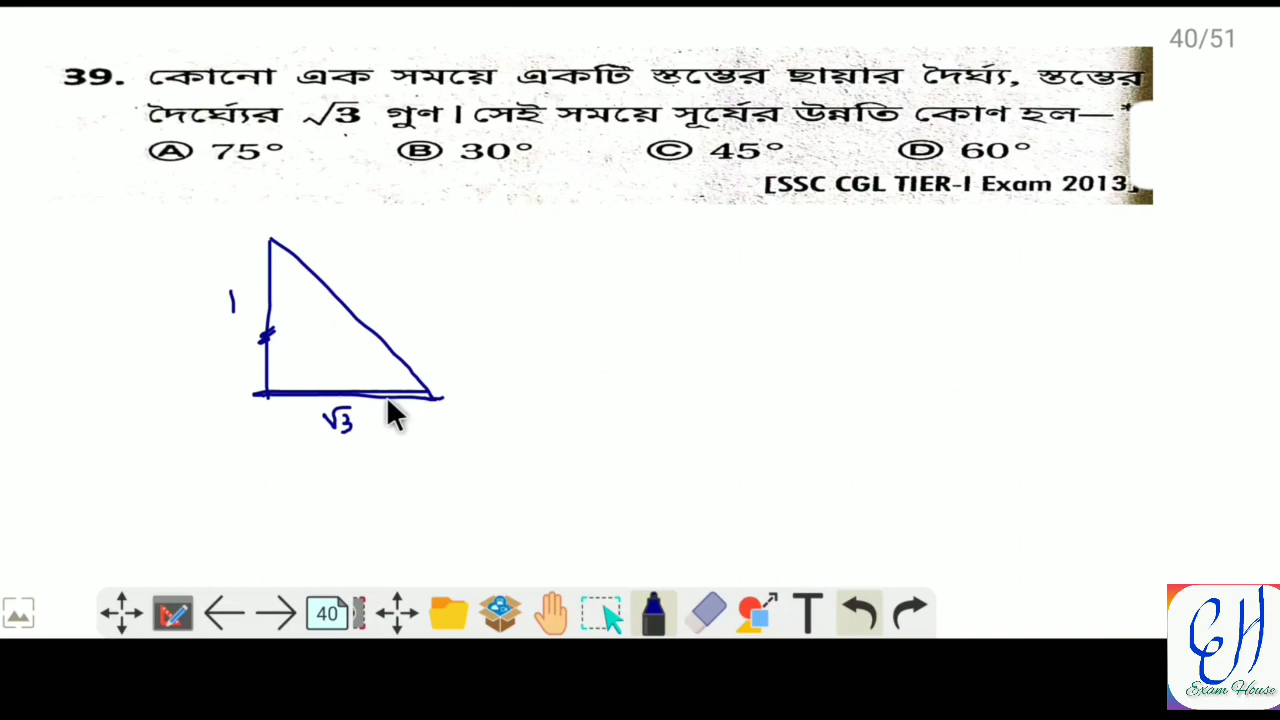 40/51
39. কোনো এক সময়ে একটি স্তম্ভের ছায়ার দৈর্ঘ্য, স্তম্ভের
দৈর্ঘ্যের √3 গুণ। সেই সময়ে সূর্যের উন্নতি কোণ হল—
Ⓐ 75° Ⓑ 30° Ⓒ 45° Ⓓ 60°
[SSC CGL TIER-I Exam 2013]
1
√3
40
T
EH
Exam House